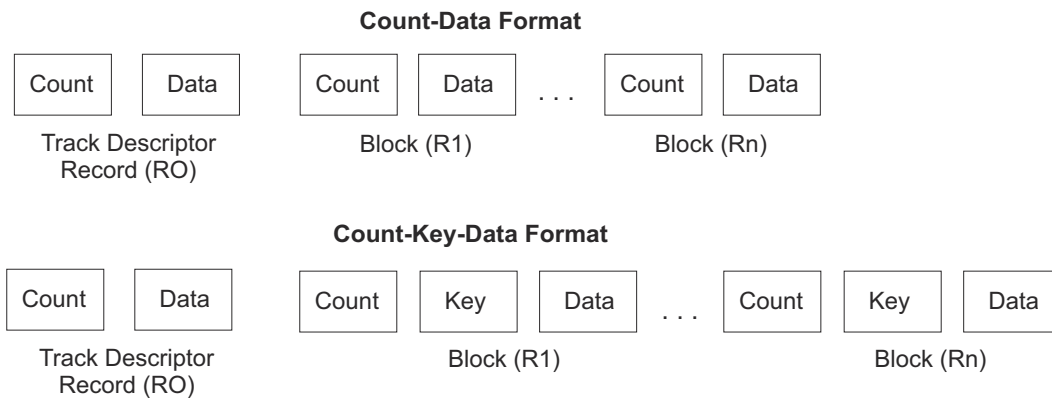 Count-Data Format
Count Data Count Data . . . Count Data
Track Descriptor Block (R1) Block (Rn)
Record (RO)
Count-Key-Data Format
Count Data Count Key Data . . . Count Key Data
Track Descriptor Block (R1) Block (Rn)
Record (RO)